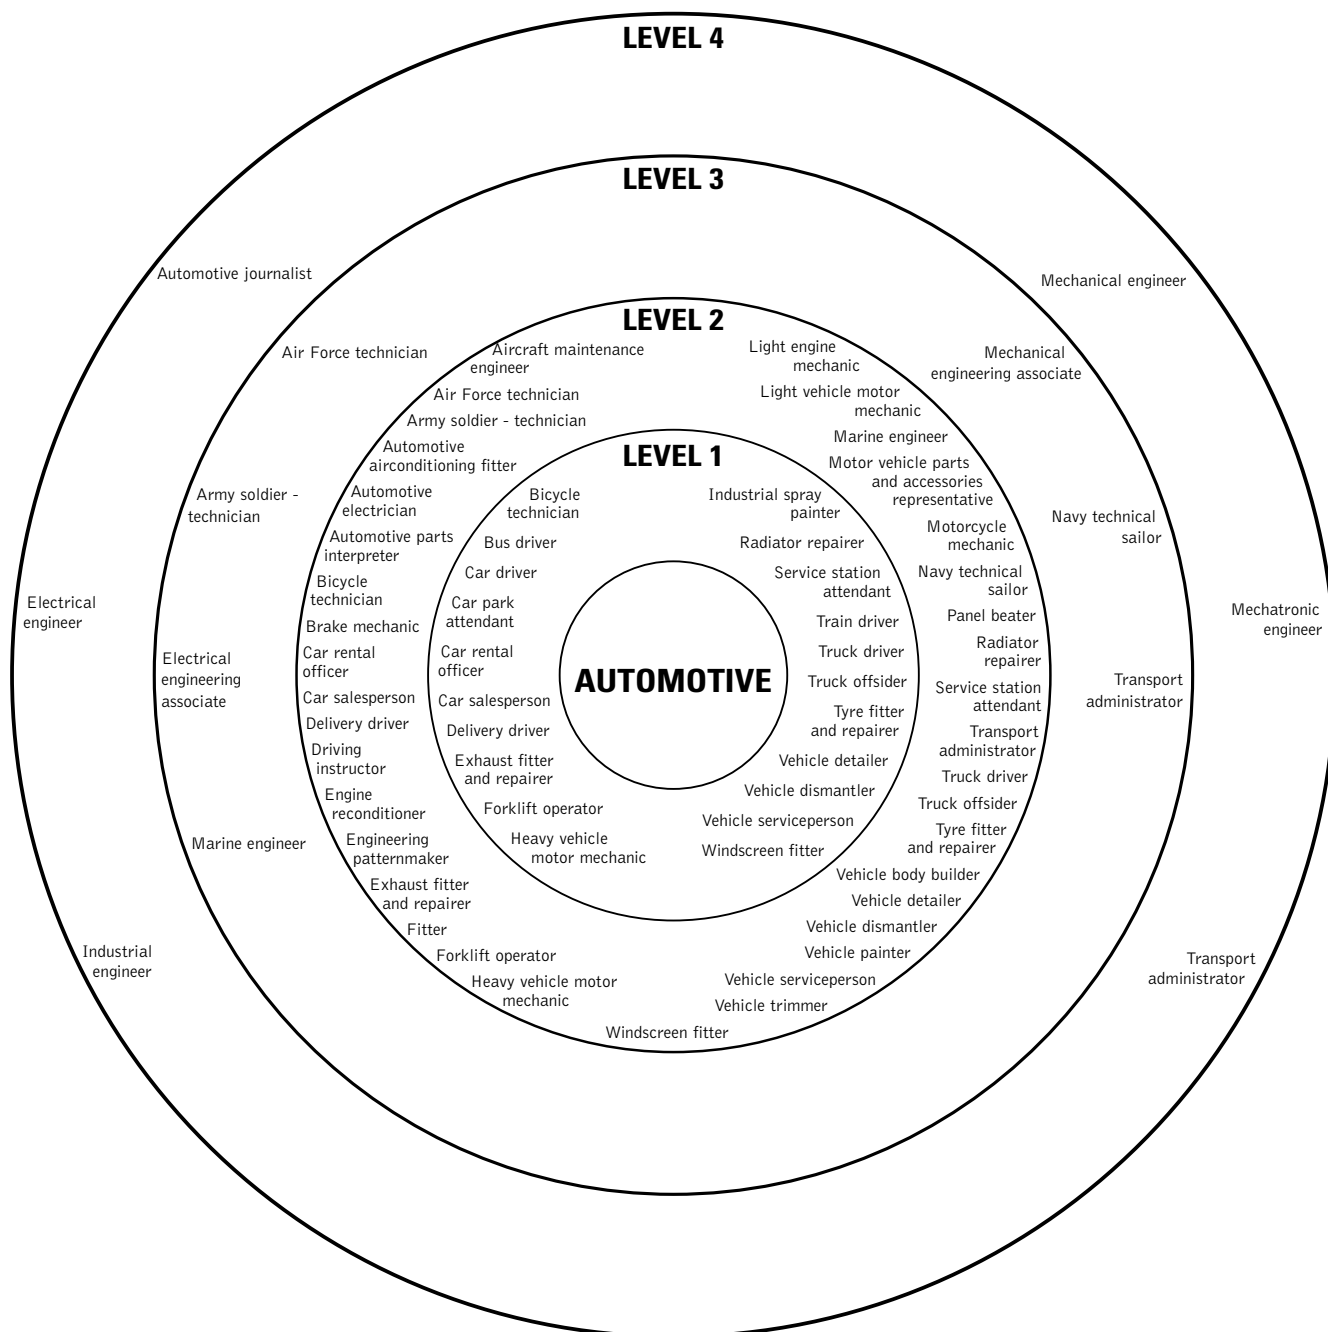 LEVEL 4
Automotive journalist
Electrical
engineer
Industrial
engineer
Mechanical engineer
Mechatronic
engineer
Transport
administrator
LEVEL 3
Air Force technician
Army soldier -
technician
Electrical
engineering
associate
Marine engineer
Mechanical
engineering associate
Navy technical
sailor
Transport
administrator
LEVEL 2
Aircraft maintenance
engineer
Air Force technician
Army soldier - technician
Automotive
airconditioning fitter
Automotive
electrician
Automotive parts
interpreter
Bicycle
technician
Brake mechanic
Car rental
officer
Car salesperson
Delivery driver
Driving
instructor
Engine
reconditioner
Engineering
patternmaker
Exhaust fitter
and repairer
Fitter
Forklift operator
Heavy vehicle motor
mechanic
Light engine
mechanic
Light vehicle motor
mechanic
Marine engineer
Motor vehicle parts
and accessories
representative
Motorcycle
mechanic
Navy technical
sailor
Panel beater
Radiator
repairer
Service station
attendant
Transport
administrator
Truck driver
Truck offsider
Tyre fitter
and repairer
Vehicle body builder
Vehicle detailer
Vehicle dismantler
Vehicle painter
Vehicle serviceperson
Vehicle trimmer
Windscreen fitter
LEVEL 1
Bicycle
technician
Bus driver
Car driver
Car park
attendant
Car rental
officer
Car salesperson
Delivery driver
Exhaust fitter
and repairer
Forklift operator
Heavy vehicle
motor mechanic
Industrial spray
painter
Radiator repairer
Service station
attendant
Train driver
Truck driver
Truck offsider
Tyre fitter
and repairer
Vehicle detailer
Vehicle dismantler
Vehicle serviceperson
Windscreen fitter
AUTOMOTIVE